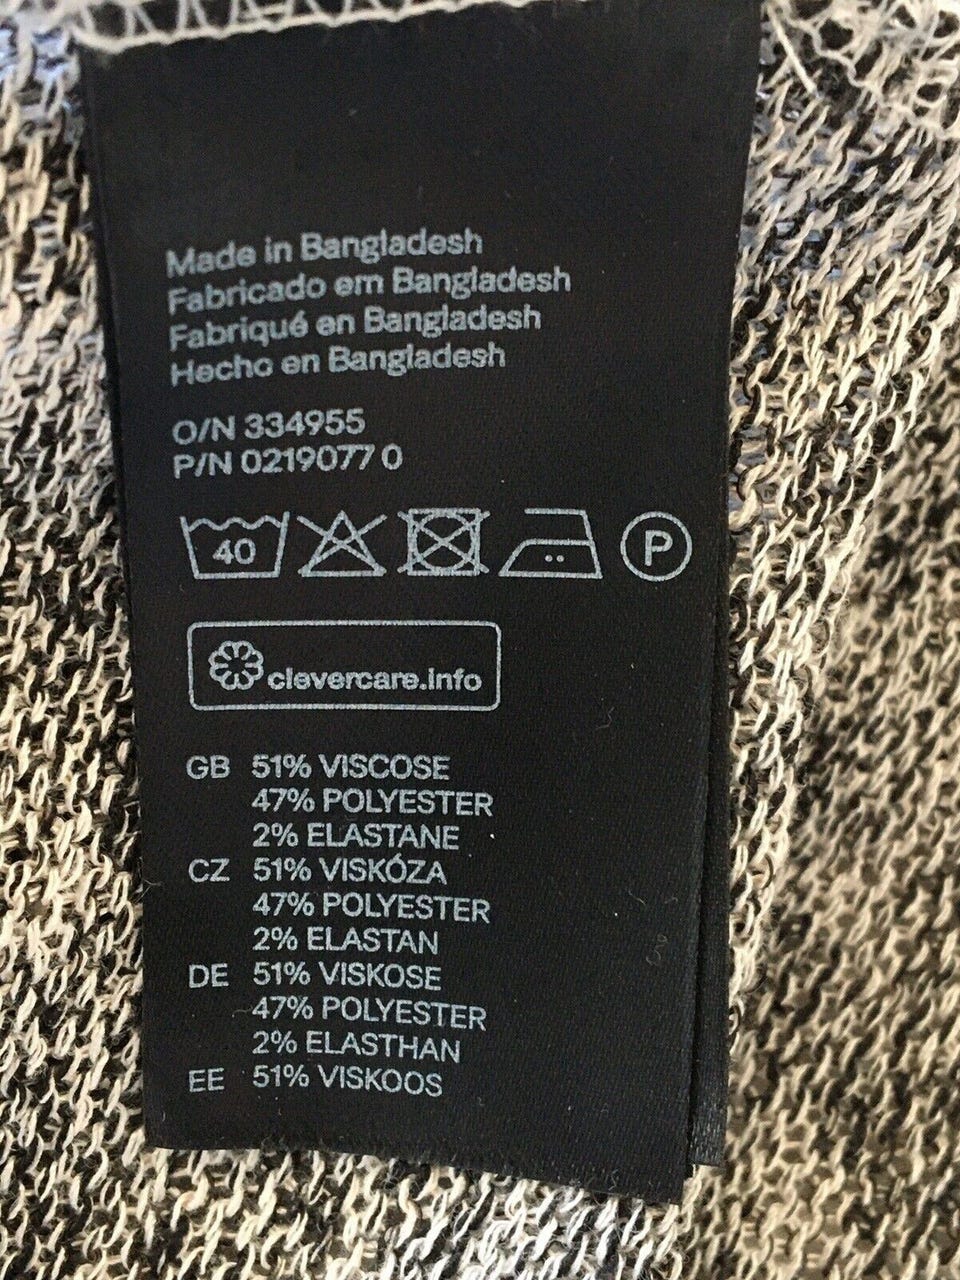 Made in Bangladesh
Fabricado em Bangladesh
Fabriqué en Bangladesh
Hecho en Bangladesh
O/N 334955
P/N 0219077 0
40
P
clevercare.info
GB 51% VISCOSE
47% POLYESTER
2% ELASTANE
CZ 51% VISKÓZA
47% POLYESTER
2% ELASTAN
DE 51% VISKOSE
47% POLYESTER
2% ELASTHAN
EE 51% VISKOOS